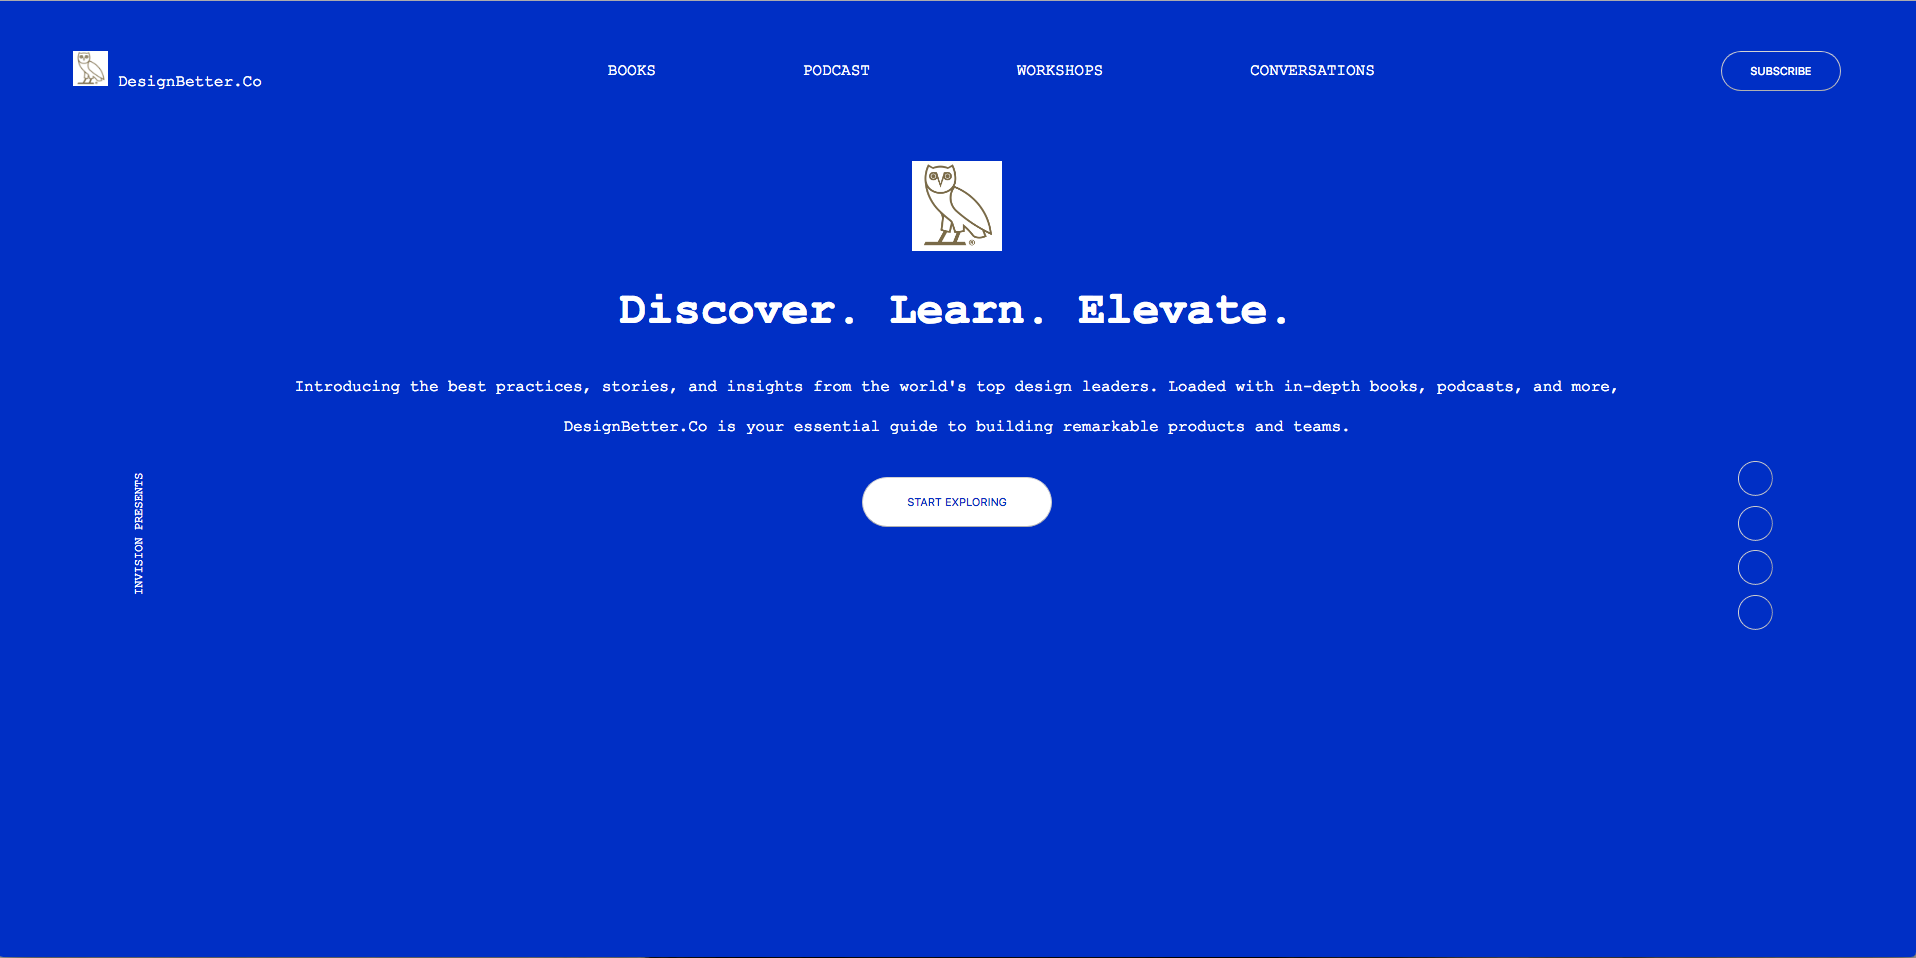 DesignBetter.Co
BOOKS
PODCAST
WORKSHOPS
CONVERSATIONS
SUBSCRIBE
®
Discover. Learn. Elevate.
Introducing the best practices, stories, and insights from the world's top design leaders. Loaded with in-depth books, podcasts, and more,
DesignBetter.Co is your essential guide to building remarkable products and teams.
START EXPLORING
INVISION PRESENTS